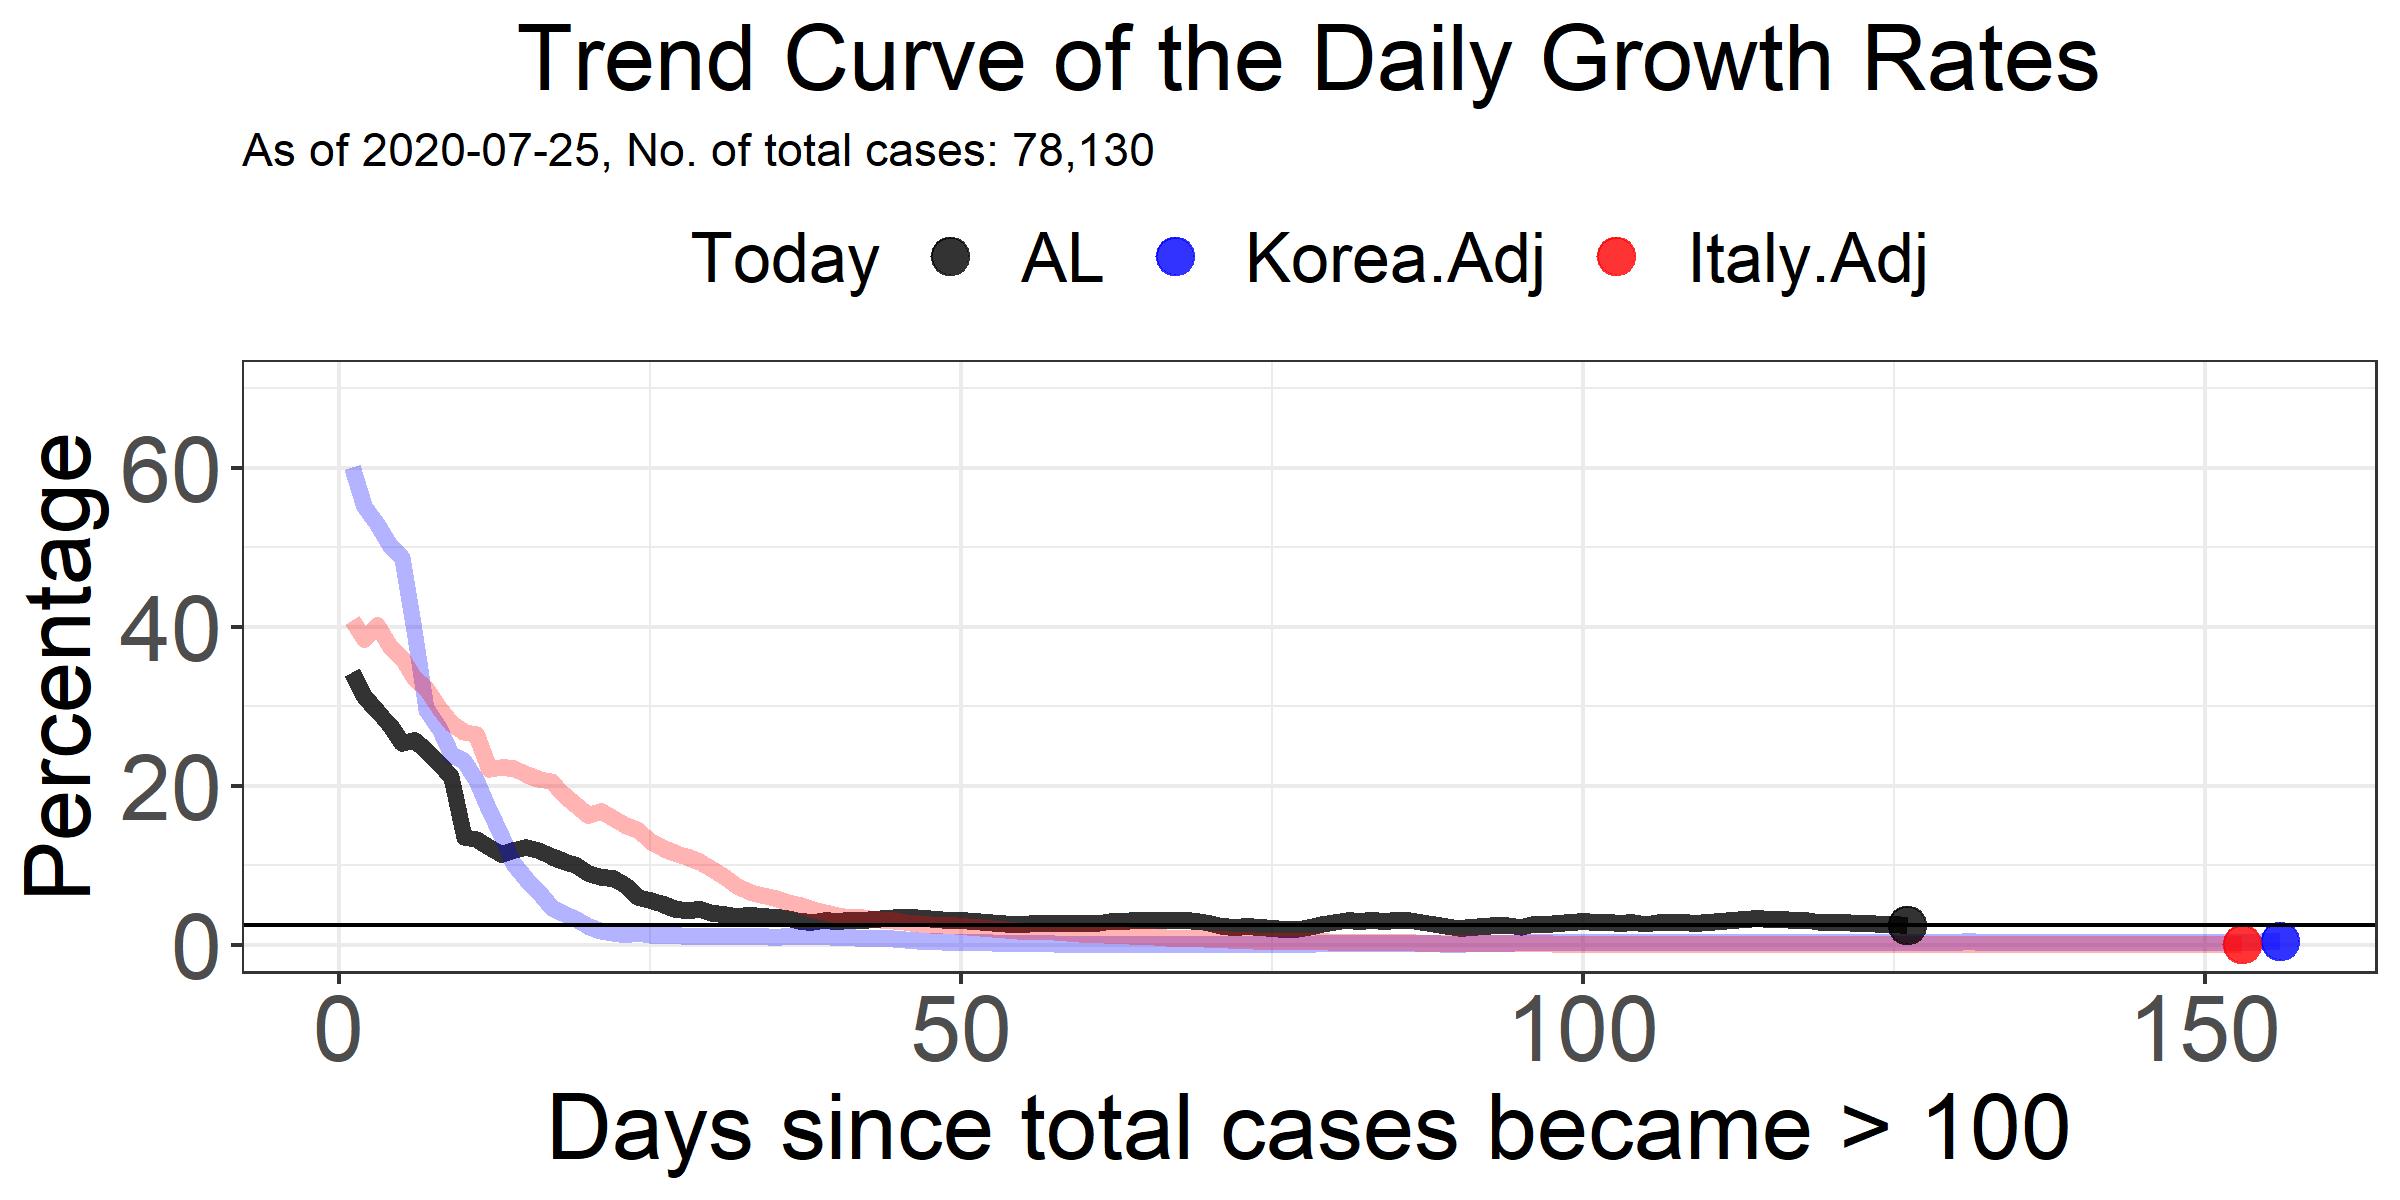 Trend Curve of the Daily Growth Rates
As of 2020-07-25, No. of total cases: 78,130
Today AL Korea.Adj Italy.Adj
Percentage
60
40
20
0
0 50 100 150
Days since total cases became > 100